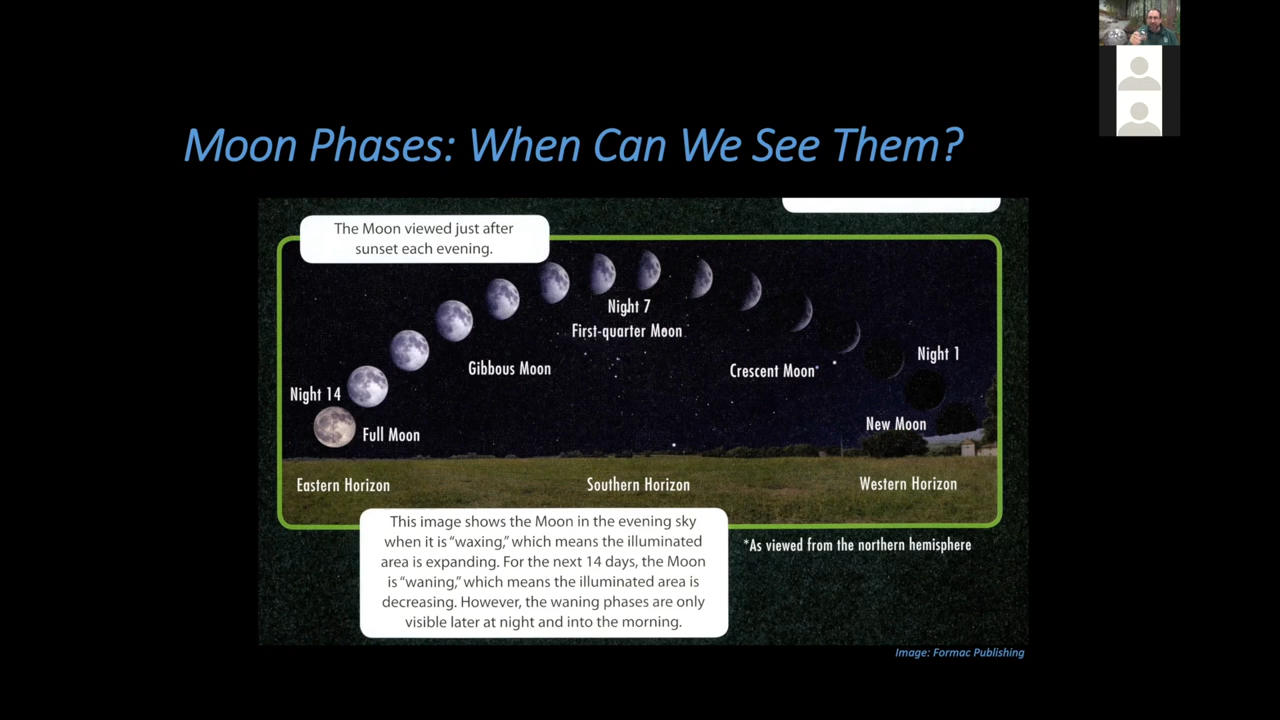 Moon Phases: When Can We See Them?
The Moon viewed just after
sunset each evening.
Night 7
First-quarter Moon
Night 1
Gibbous Moon
Crescent Moon*
Night 14
Full Moon
New Moon
Eastern Horizon
Southern Horizon
Western Horizon
This image shows the Moon in the evening sky
when it is “waxing,” which means the illuminated
area is expanding. For the next 14 days, the Moon
is “waning,” which means the illuminated area is
decreasing. However, the waning phases are only
visible later at night and into the morning.
*As viewed from the northern hemisphere
Image: Formac Publishing